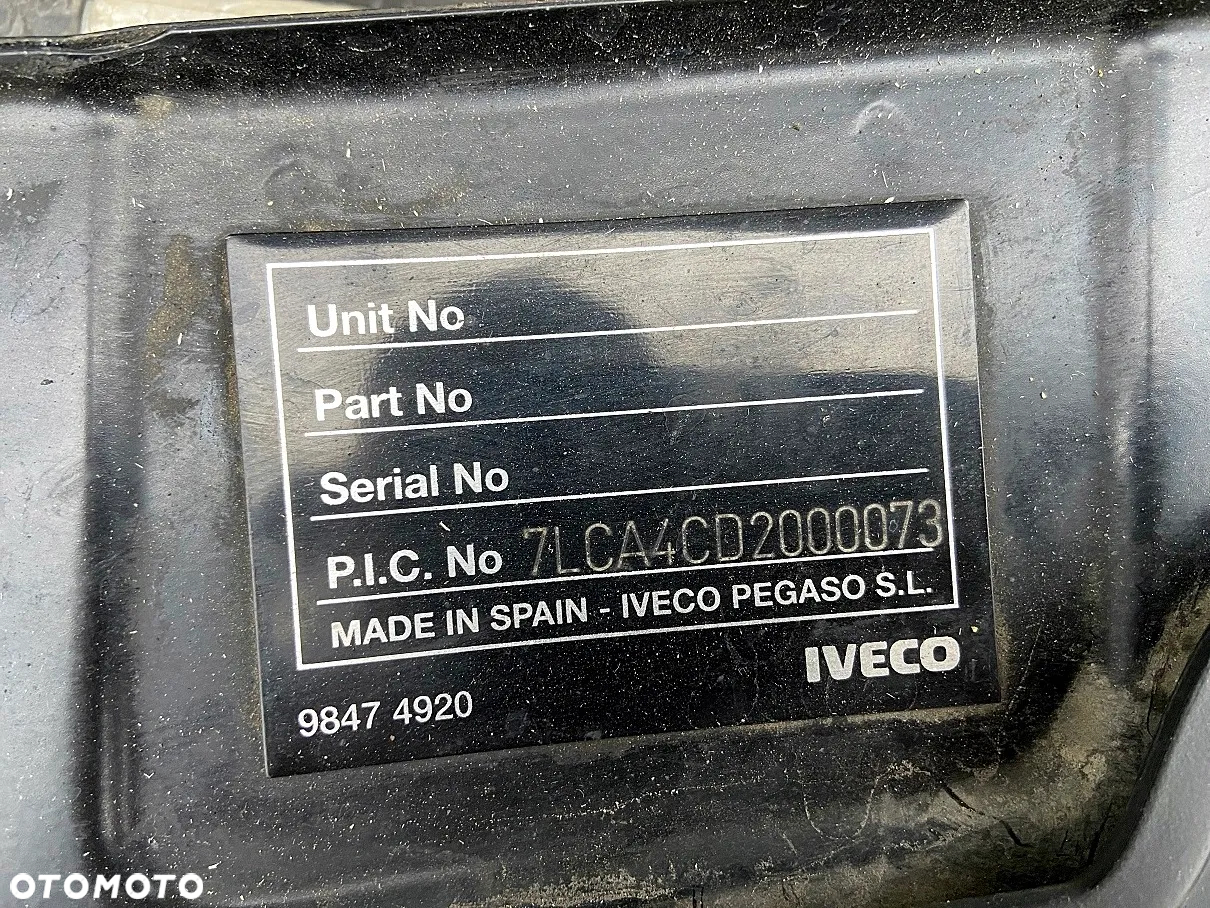 Unit No
Part No
Serial No
P.I.C. No 7LCA4CD2000073
MADE IN SPAIN - IVECO PEGASO S.L.
IVECO
9847 4920
OTOMOTO